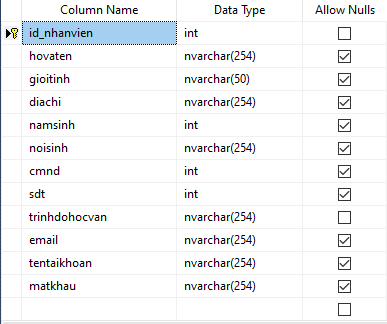 Column Name Data Type Allow Nulls
id_nhanvien int
hovaten nvarchar(254)
gioitinh nvarchar(50)
diachi nvarchar(254)
namsinh int
noisinh nvarchar(254)
cmnd int
sdt int
trinhdohocvan nvarchar(254)
email nvarchar(254)
tentaikhoan nvarchar(254)
matkhau nvarchar(254)